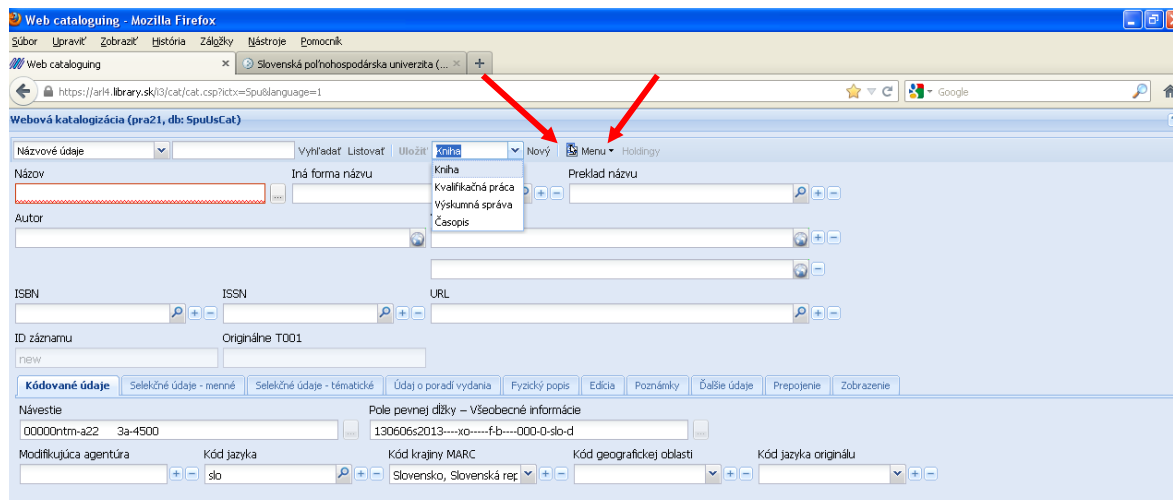 Web cataloguing - Mozilla Firefox
Súbor Upraviť Zobraziť História Záložky Nástroje Pomocník
Web cataloguing × Slovenská poľnohospodárska univerzita (... × +
https://arl4.library.sk/i3/cat/cat.csp?ictx=Spu&language=1 Google
Webová katalogizácia (pra21, db: SpuUsCat)
Názvové údaje Vyhľadať Listovať Uložiť Kniha Nový Menu Holdingy
Kniha
Kvalifikačná práca
Výskumná správa
Časopis
Názov Iná forma názvu Preklad názvu
Autor
ISBN ISSN URL
ID záznamu Originálne T001
new
Kódované údaje Selekčné údaje - menné Selekčné údaje - tématické Údaj o poradí vydania Fyzický popis Edícia Poznámky Ďalšie údaje Prepojenie Zobrazenie
Návestie Pole pevnej dĺžky – Všeobecné informácie
00000ntm-a22 3a-4500 ... 130606s2013----xo-----f-b----000-0-slo-d ...
Modifikujúca agentúra Kód jazyka Kód krajiny MARC Kód geografickej oblasti Kód jazyka originálu
slo Slovensko, Slovenská rep